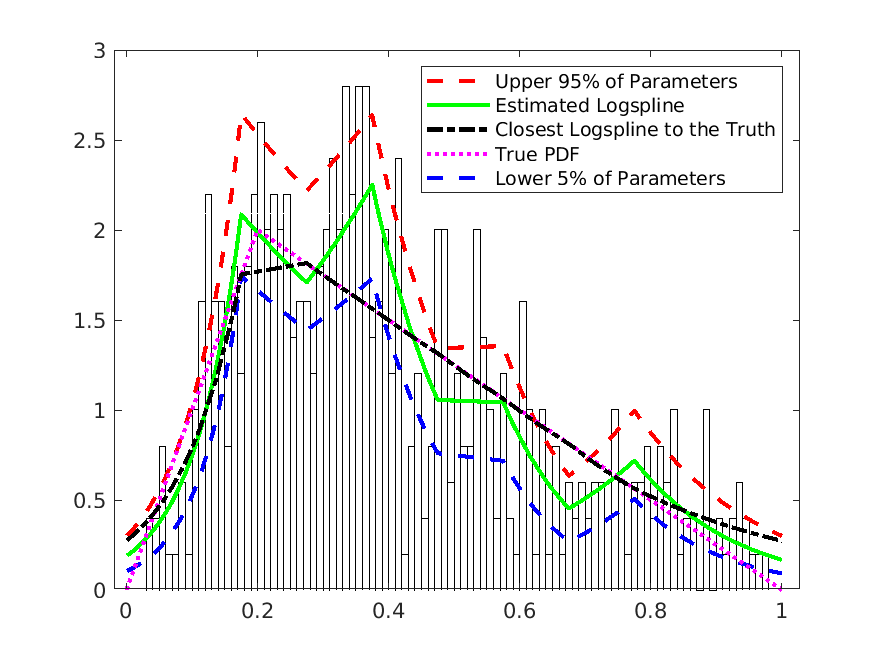 3
2.5
2
1.5
1
0.5
0
Upper 95% of Parameters
Estimated Logspline
Closest Logspline to the Truth
True PDF
Lower 5% of Parameters
0 0.2 0.4 0.6 0.8 1